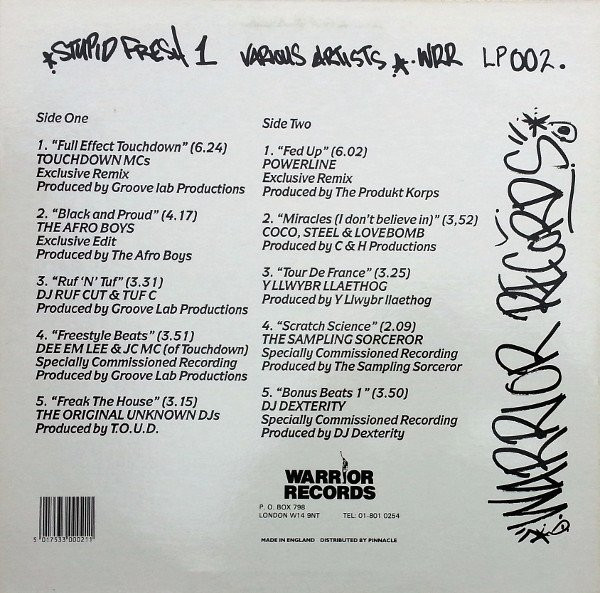 STUPID FRESH 1 VARIOUS ARTISTS WRR LP 002.
Side One
1. "Full Effect Touchdown" (6.24)
TOUCHDOWN MCs
Exclusive Remix
Produced by Groove lab Productions
2. "Black and Proud" (4.17)
THE AFRO BOYS
Exclusive Edit
Produced by The Afro Boys
3. "Ruf 'N' Tuf" (3.31)
DJ RUF CUT & TUF C
Produced by Groove Lab Productions
4. "Freestyle Beats" (3.51)
DEE EM LEE & JC MC (of Touchdown)
Specially Commissioned Recording
Produced by Groove Lab Productions
5. "Freak The House" (3.15)
THE ORIGINAL UNKNOWN DJs
Produced by T.O.U.D.
Side Two
1. "Fed Up" (6.02)
POWERLINE
Exclusive Remix
Produced by The Produkt Korps
2. "Miracles (I don't believe in)" (3,52)
COCO, STEEL & LOVEBOMB
Produced by C & H Productions
3. "Tour De France" (3.25)
Y LLWYBR LLAETHOG
Produced by Y Llwybr llaethog
4. "Scratch Science" (2.09)
THE SAMPLING SORCEROR
Specially Commissioned Recording
Produced by The Sampling Sorceror
5. "Bonus Beats 1" (3.50)
DJ DEXTERITY
Specially Commissioned Recording
Produced by DJ Dexterity
"WARRIOR RECORDS"
WARRIOR
RECORDS
P. O. BOX 798
LONDON W14 9NT TEL: 01-801 0254
MADE IN ENGLAND DISTRIBUTED BY PINNACLE
5 017533 000211